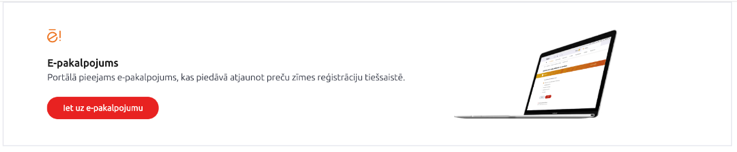 ē!
E-pakalpojums
Portālā pieejams e-pakalpojums, kas piedāvā atjaunot preču zīmes reģistrāciju tiešsaistē.
Iet uz e-pakalpojumu